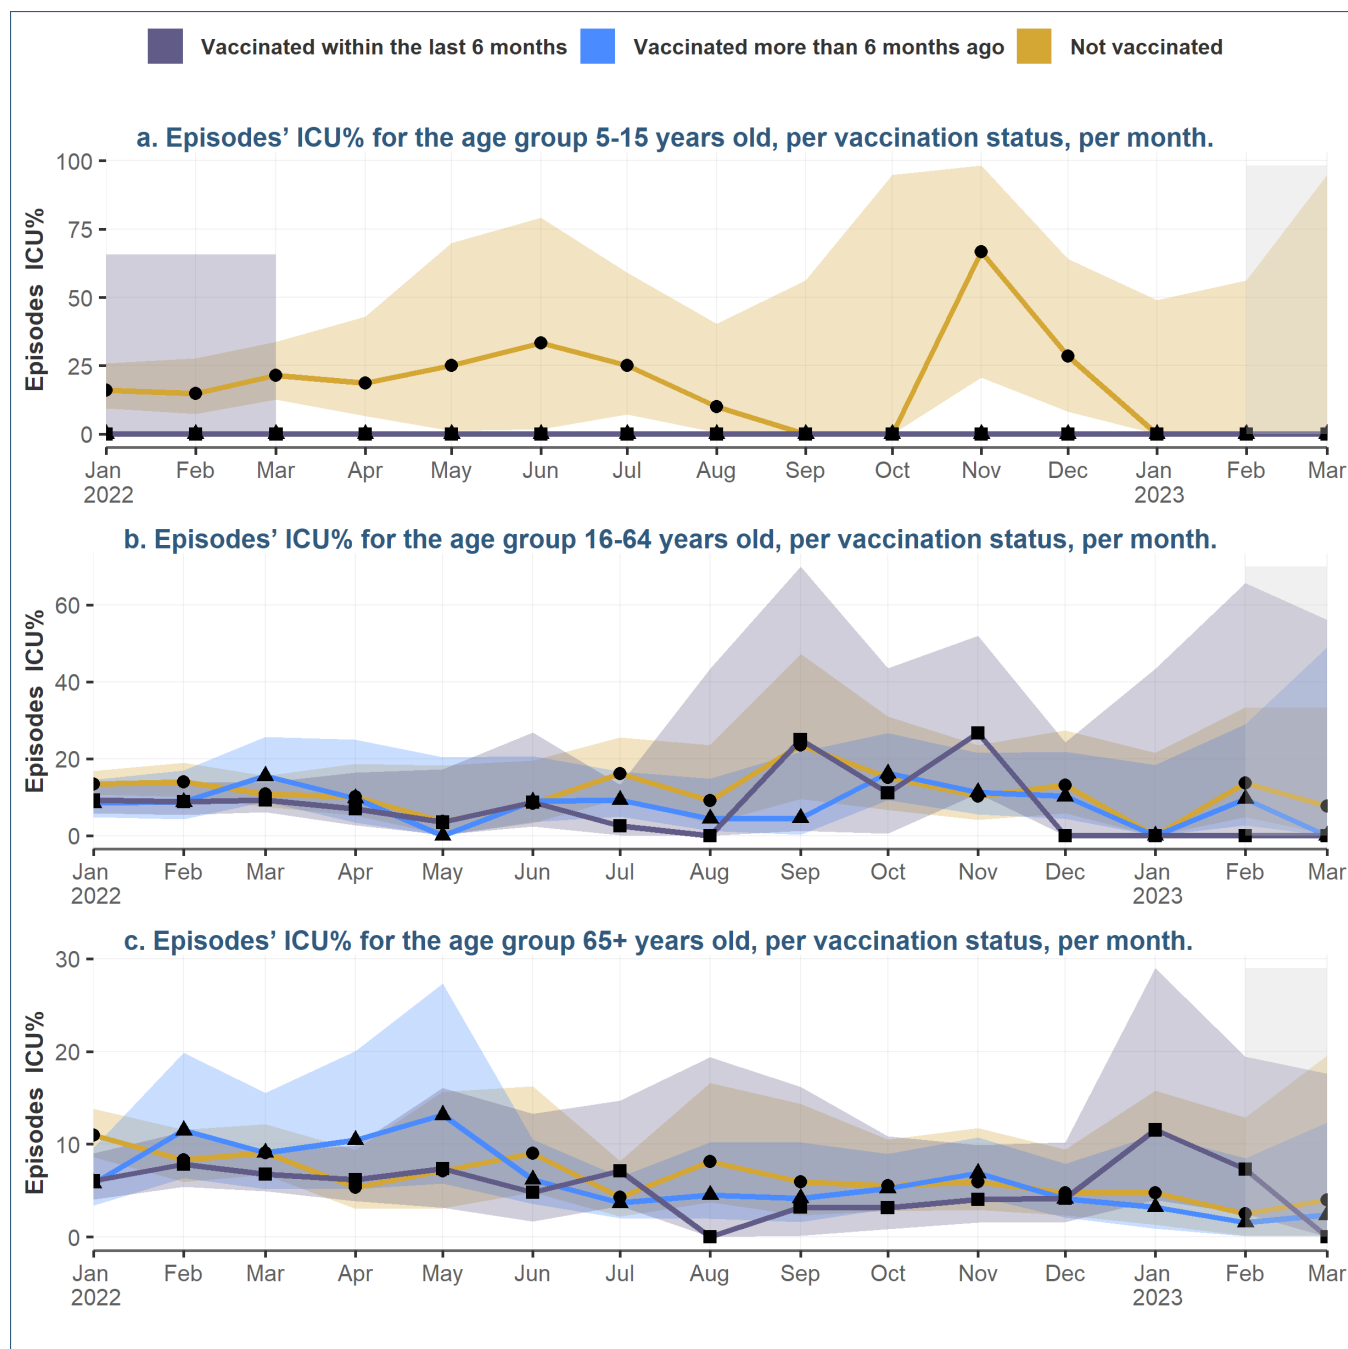 Vaccinated within the last 6 months Vaccinated more than 6 months ago Not vaccinated
a. Episodes’ ICU% for the age group 5-15 years old, per vaccination status, per month.
Episodes ICU%
100
75
50
25
0
Jan Feb Mar Apr May Jun Jul Aug Sep Oct Nov Dec Jan Feb Mar
2022 2023
b. Episodes’ ICU% for the age group 16-64 years old, per vaccination status, per month.
Episodes ICU%
60
40
20
0
Jan Feb Mar Apr May Jun Jul Aug Sep Oct Nov Dec Jan Feb Mar
2022 2023
c. Episodes’ ICU% for the age group 65+ years old, per vaccination status, per month.
Episodes ICU%
30
20
10
0
Jan Feb Mar Apr May Jun Jul Aug Sep Oct Nov Dec Jan Feb Mar
2022 2023